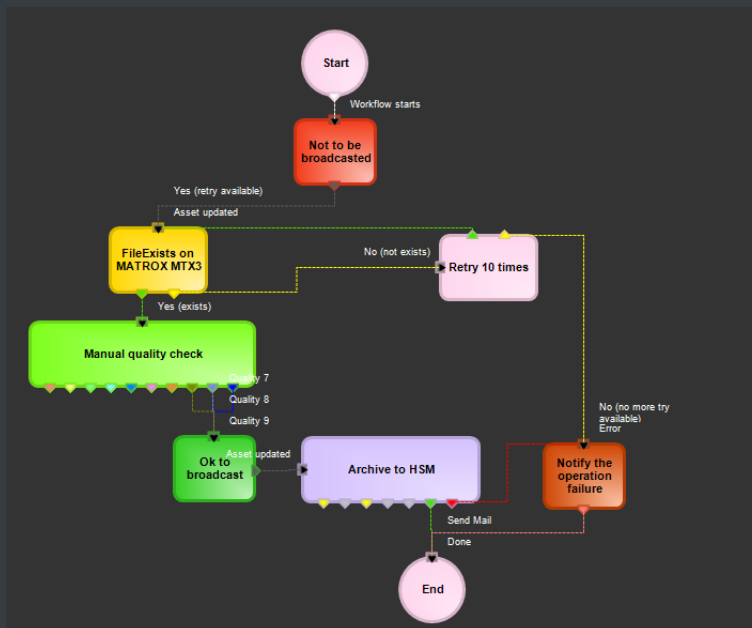 Start
Workflow starts
Not to be
broadcasted
Yes (retry available)
Asset updated
FileExists on
MATROX MTX3
No (not exists)
Retry 10 times
Yes (exists)
Manual quality check
Quality 7
Quality 8
Quality 9
No (no more try
available)
Error
Ok to
broadcast
Asset updated
Archive to HSM
Notify the
operation
failure
Send Mail
Done
End